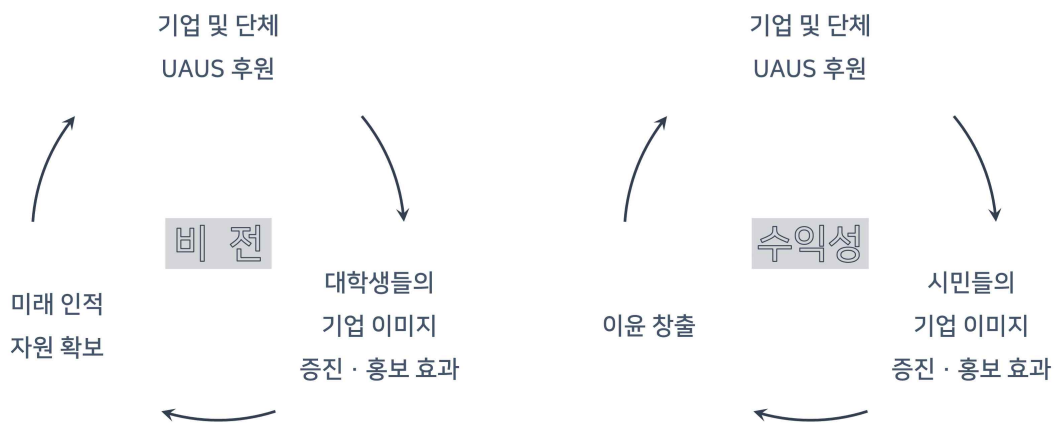 기업 및 단체
UAUS 후원
비 전
대학생들의
기업 이미지
증진 · 홍보 효과
미래 인적
자원 확보
기업 및 단체
UAUS 후원
수익성
시민들의
기업 이미지
증진 · 홍보 효과
이윤 창출